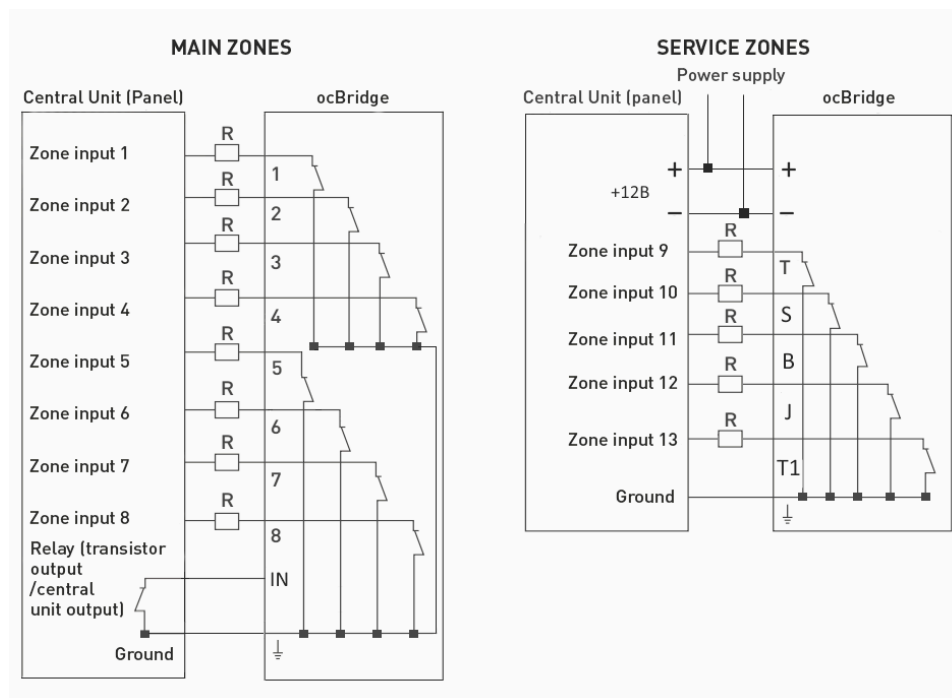 MAIN ZONES
Central Unit (Panel)
ocBridge
Zone input 1
R
1
Zone input 2
R
2
Zone input 3
R
3
Zone input 4
R
4
Zone input 5
R
5
Zone input 6
R
6
Zone input 7
R
7
Zone input 8
R
8
Relay (transistor
output
/central
unit output)
IN
Ground
SERVICE ZONES
Power supply
Central Unit (panel)
ocBridge
+ +
+12B
− −
Zone input 9
R
T
Zone input 10
R
S
Zone input 11
R
B
Zone input 12
R
J
Zone input 13
R
T1
Ground